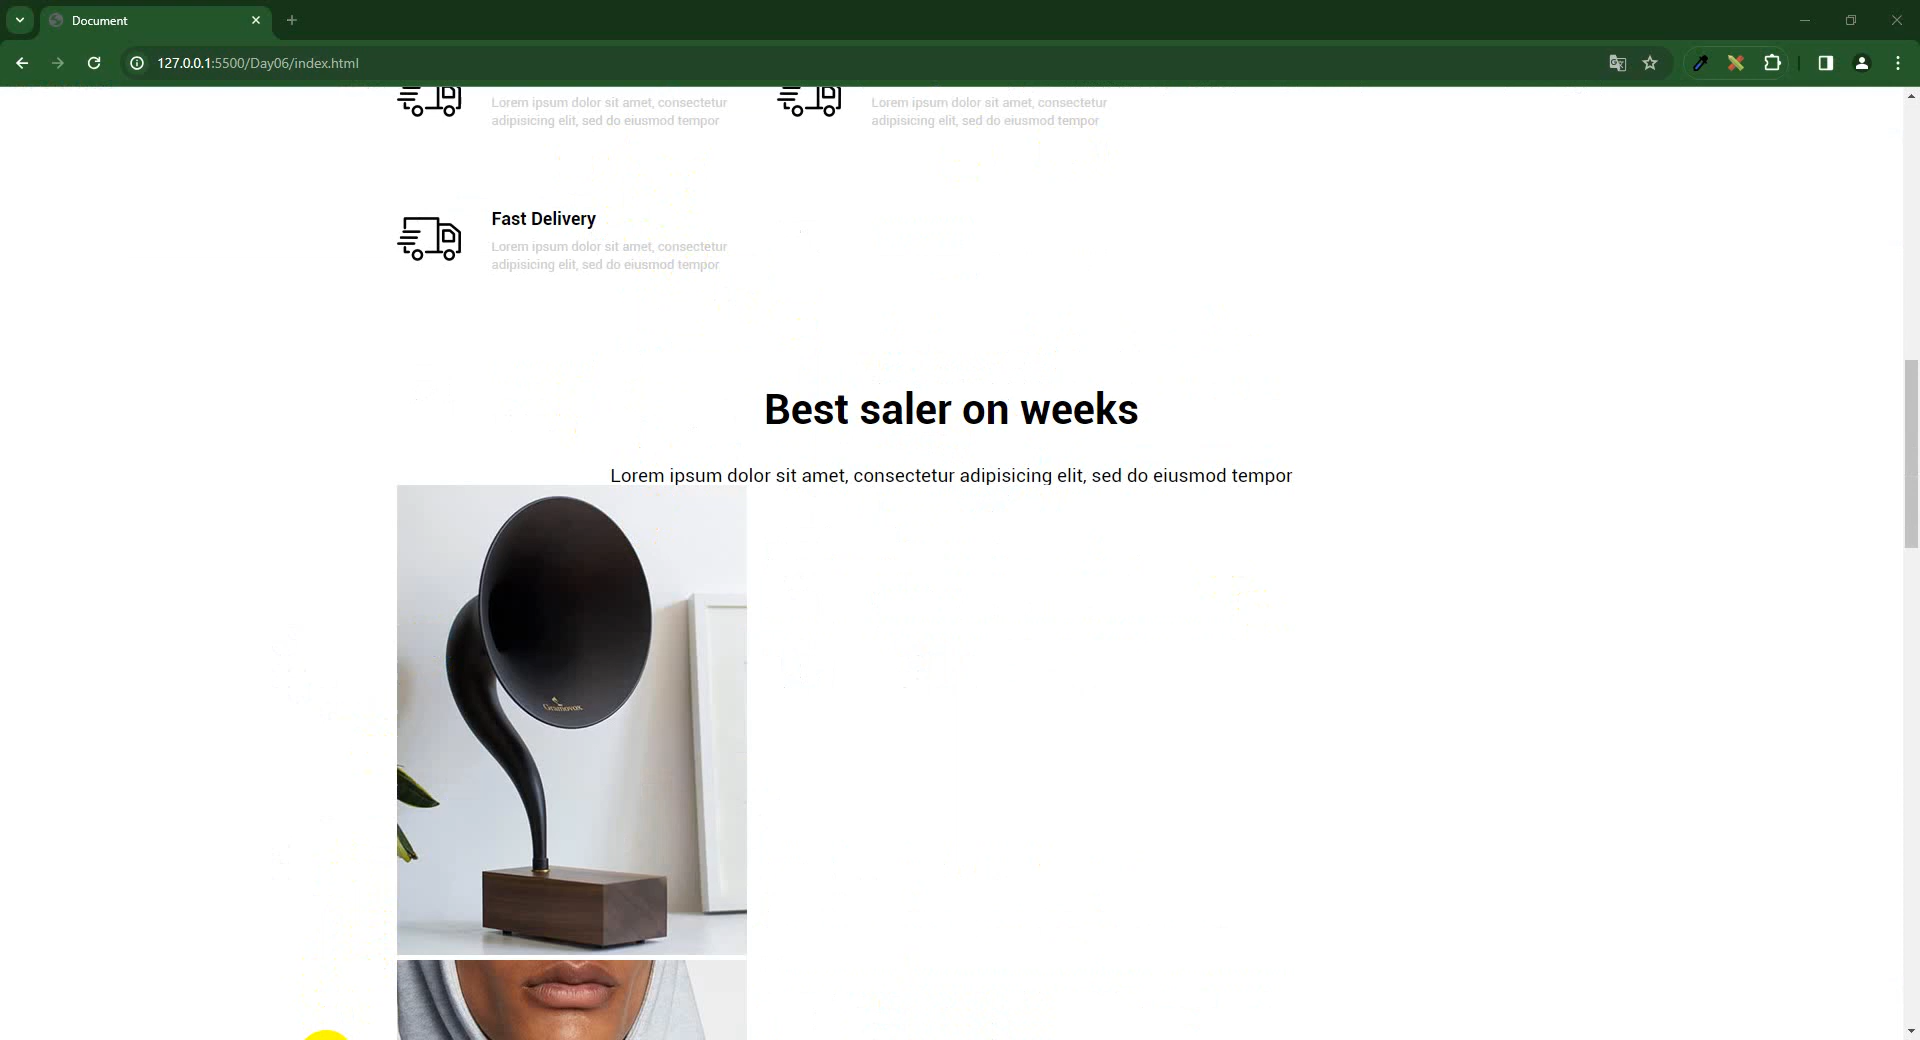 Document
127.0.0.1:5500/Day06/index.html
Lorem ipsum dolor sit amet, consectetur
adipisicing elit, sed do eiusmod tempor
Lorem ipsum dolor sit amet, consectetur
adipisicing elit, sed do eiusmod tempor
Fast Delivery
Lorem ipsum dolor sit amet, consectetur
adipisicing elit, sed do eiusmod tempor
Best saler on weeks
Lorem ipsum dolor sit amet, consectetur adipisicing elit, sed do eiusmod tempor
Gramovox